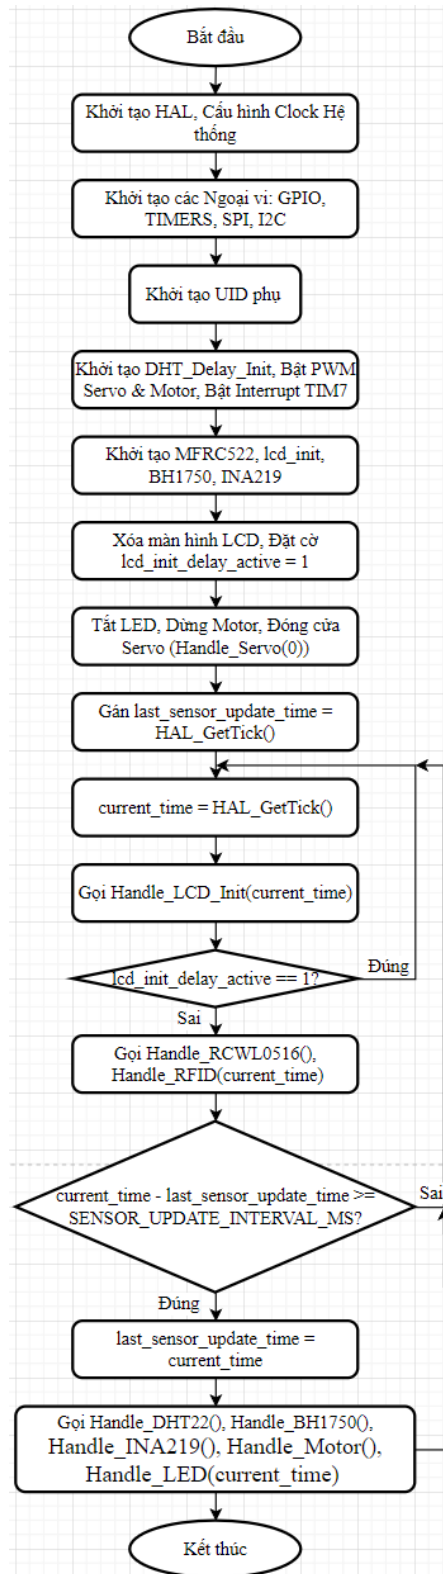 Bắt đầu
Khởi tạo HAL, Cấu hình Clock Hệ
thống
Khởi tạo các Ngoại vi: GPIO,
TIMERS, SPI, I2C
Khởi tạo UID phụ
Khởi tạo DHT_Delay_Init, Bật PWM
Servo & Motor, Bật Interrupt TIM7
Khởi tạo MFRC522, lcd_init,
BH1750, INA219
Xóa màn hình LCD, Đặt cờ
lcd_init_delay_active = 1
Tắt LED, Dừng Motor, Đóng cửa
Servo (Handle_Servo(0))
Gán last_sensor_update_time =
HAL_GetTick()
current_time = HAL_GetTick()
Gọi Handle_LCD_Init(current_time)
lcd_init_delay_active == 1?
Đúng
Sai
Gọi Handle_RCWL0516(),
Handle_RFID(current_time)
current_time - last_sensor_update_time >=
SENSOR_UPDATE_INTERVAL_MS?
Sai
Đúng
last_sensor_update_time =
current_time
Gọi Handle_DHT22(), Handle_BH1750(),
Handle_INA219(), Handle_Motor(),
Handle_LED(current_time)
Kết thúc